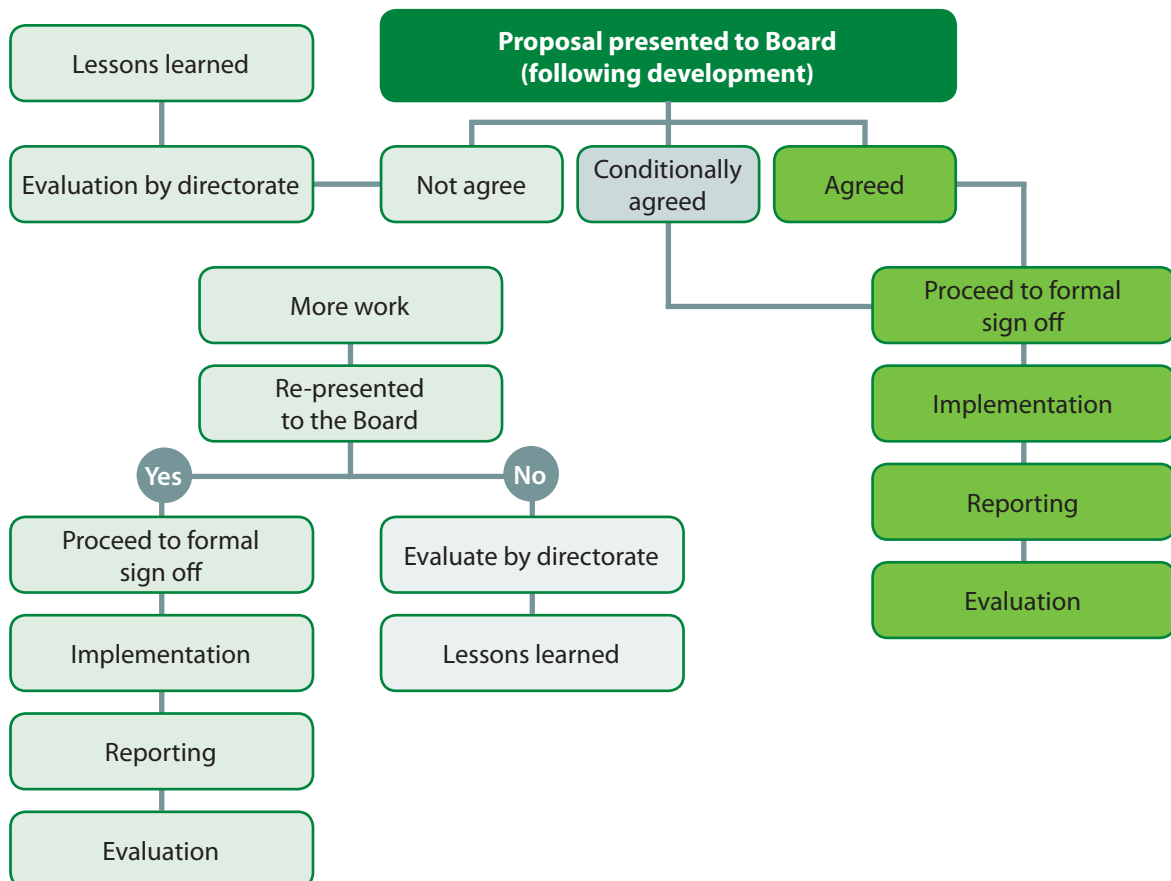 Proposal presented to Board
(following development)
Lessons learned
Evaluation by directorate
Not agree
Conditionally
agreed
Agreed
More work
Re-presented
to the Board
Yes
No
Proceed to formal
sign off
Implementation
Reporting
Evaluation
Evaluate by directorate
Lessons learned
Proceed to formal
sign off
Implementation
Reporting
Evaluation